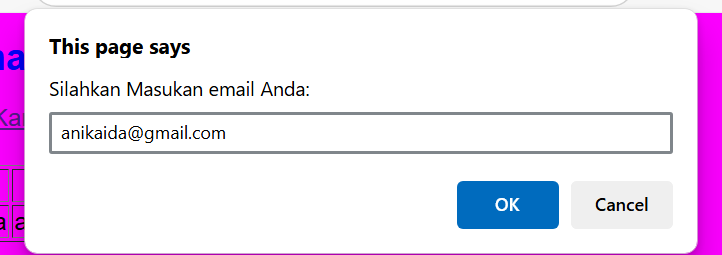 This page says
Silahkan Masukan email Anda:
anikaida@gmail.com
OK Cancel